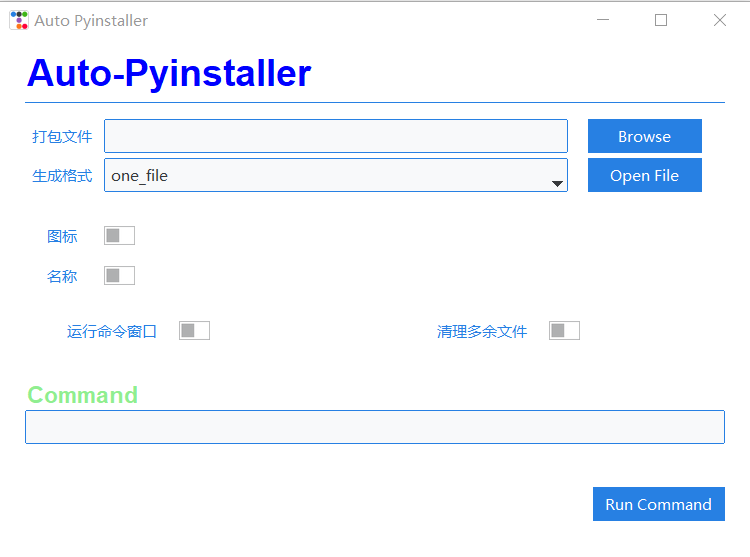 Auto Pyinstaller
Auto-Pyinstaller
打包文件 Browse
生成格式 one_file Open File
图标
名称
运行命令窗口 清理多余文件
Command
Run Command